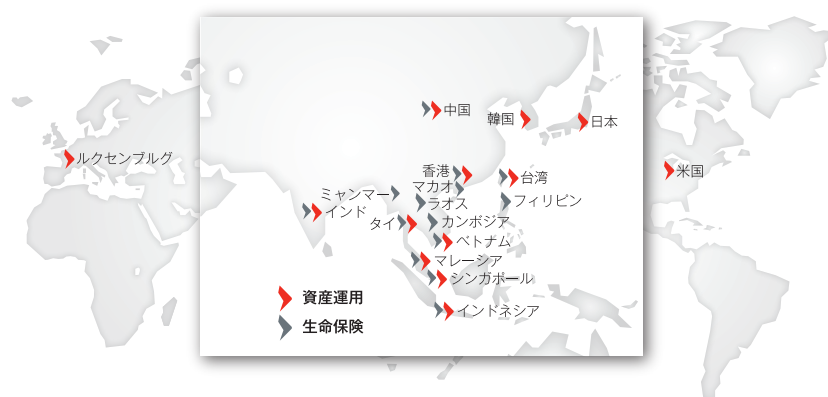 中国
韓国
日本
ルクセンブルグ
香港
台湾
米国
マカオ
ミャンマー
ラオス
フィリピン
インド
タイ
カンボジア
ベトナム
マレーシア
シンガポール
資産運用
インドネシア
生命保険